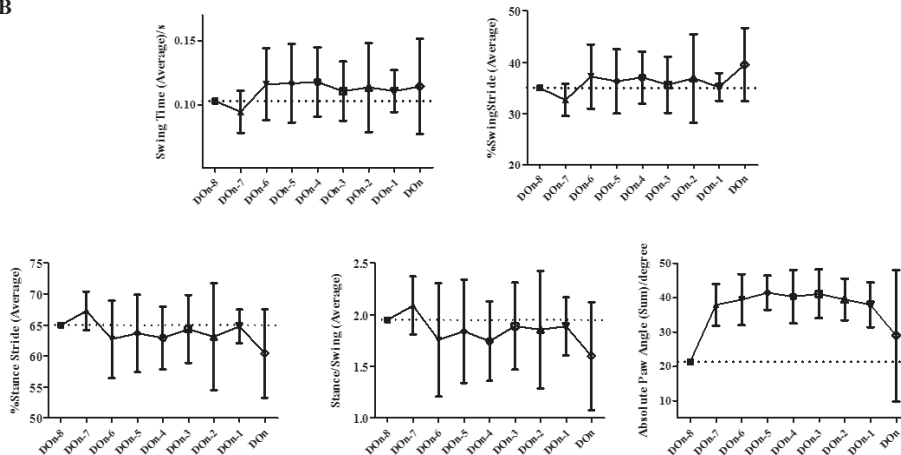 B
Swing Time (Average)/s
0.15
0.10
DOn-8 DOn-7 DOn-6 DOn-5 DOn-4 DOn-3 DOn-2 DOn-1 DOn
%SwingStride (Average)
50
40
30
20
DOn-8 DOn-7 DOn-6 DOn-5 DOn-4 DOn-3 DOn-2 DOn-1 DOn
%Stance Stride (Average)
75
70
65
60
55
50
DOn-8 DOn-7 DOn-6 DOn-5 DOn-4 DOn-3 DOn-2 DOn-1 DOn
Stance/Swing (Average)
2.5
2.0
1.5
1.0
DOn-8 DOn-7 DOn-6 DOn-5 DOn-4 DOn-3 DOn-2 DOn-1 DOn
Absolute Paw Angle (Sum)/degree
50
40
30
20
10
DOn-8 DOn-7 DOn-6 DOn-5 DOn-4 DOn-3 DOn-2 DOn-1 DOn